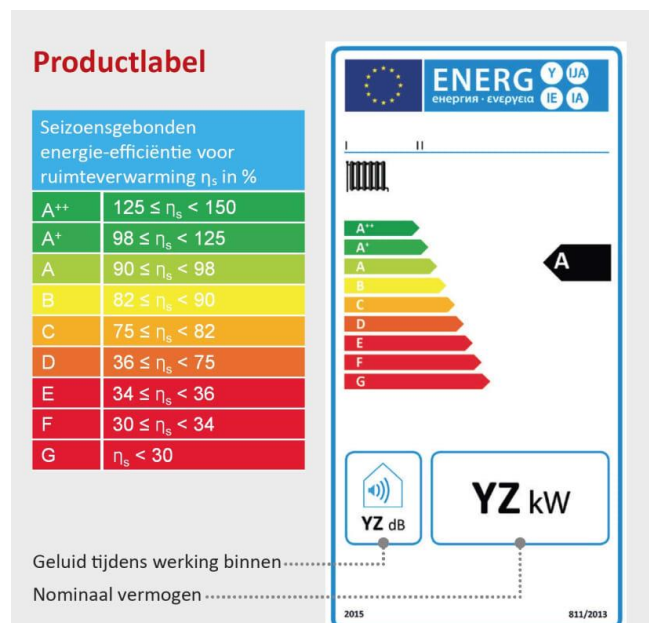 Productlabel
Seizoensgebonden
energie-efficiëntie voor
ruimteverwarming ηs in %
A++ 125 ≤ ηs < 150
A+ 98 ≤ ηs < 125
A 90 ≤ ηs < 98
B 82 ≤ ηs < 90
C 75 ≤ ηs < 82
D 36 ≤ ηs < 75
E 34 ≤ ηs < 36
F 30 ≤ ηs < 34
G ηs < 30
Geluid tijdens werking binnen
Nominaal vermogen
ENERG Y IJA
енергия · ενεργεια IE IA
I II
A++
A+
A
B
C
D
E
F
G
A
YZ dB
YZ kW
2015 811/2013